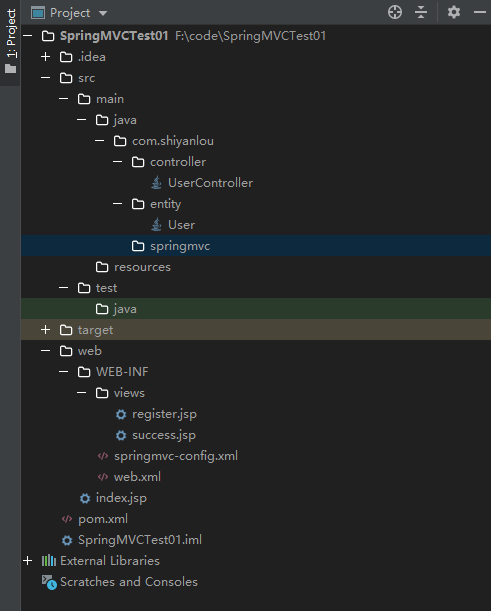 1: Project
Project
SpringMVCTest01 F:\code\SpringMVCTest01
.idea
src
main
java
com.shiyanlou
controller
UserController
entity
User
springmvc
resources
test
java
target
web
WEB-INF
views
register.jsp
success.jsp
springmvc-config.xml
web.xml
index.jsp
pom.xml
SpringMVCTest01.iml
External Libraries
Scratches and Consoles